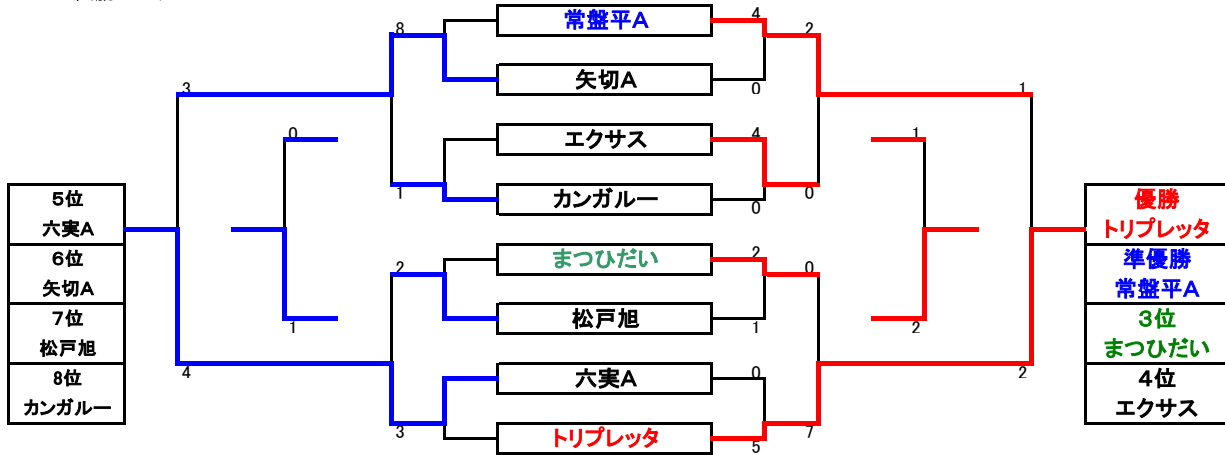 常盤平A
矢切A
エクサス
カンガルー
まつひだい
松戸旭
六実A
トリプレッタ
8
1
2
3
3
4
0
1
4
0
4
0
2
1
0
5
2
0
0
7
1
2
1
2
5位
六実A
6位
矢切A
7位
松戸旭
8位
カンガルー
優勝
トリプレッタ
準優勝
常盤平A
3位
まつひだい
4位
エクサス